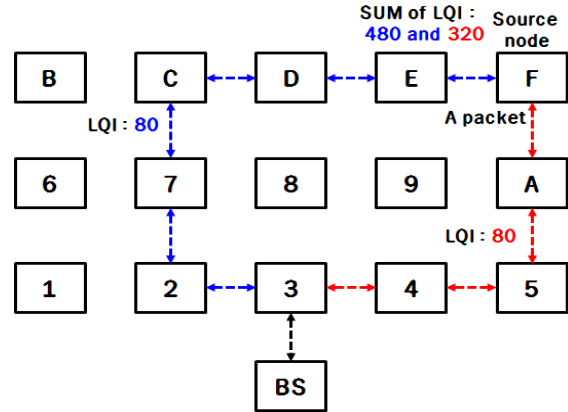 SUM of LQI :
480 and 320
Source
node
B
C
D
E
F
LQI : 80
A packet
6
7
8
9
A
LQI : 80
1
2
3
4
5
BS